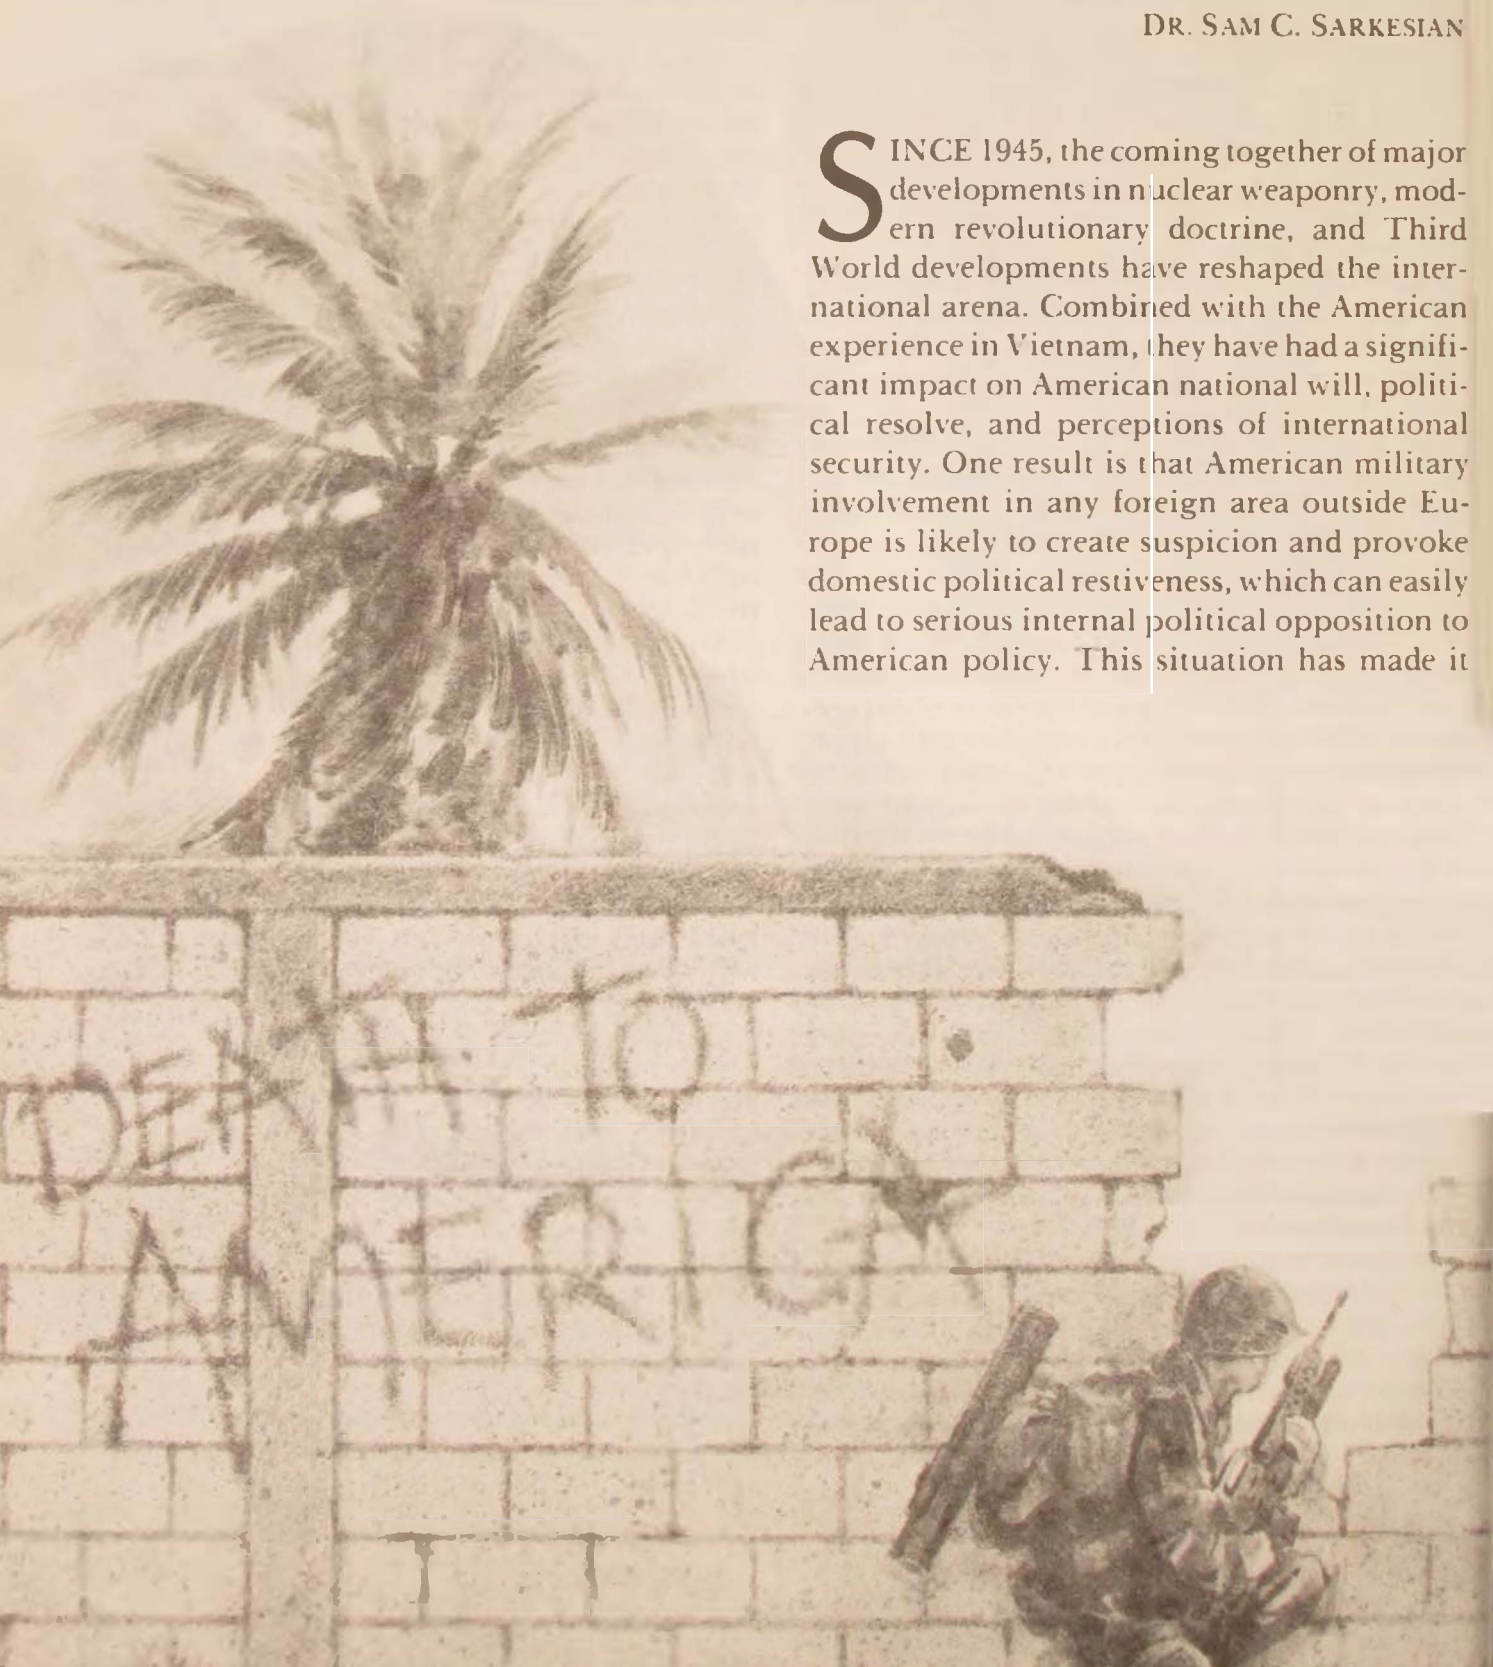 DR. SAM C. SARKESIAN
SINCE 1945, the coming together of major
developments in nuclear weaponry, mod-
ern revolutionary doctrine, and Third
World developments have reshaped the inter-
national arena. Combined with the American
experience in Vietnam, they have had a signifi-
cant impact on American national will, politi-
cal resolve, and perceptions of international
security. One result is that American military
involvement in any foreign area outside Eu-
rope is likely to create suspicion and provoke
domestic political restiveness, which can easily
lead to serious internal political opposition to
American policy. This situation has made it
DEATH TO
AMERICA